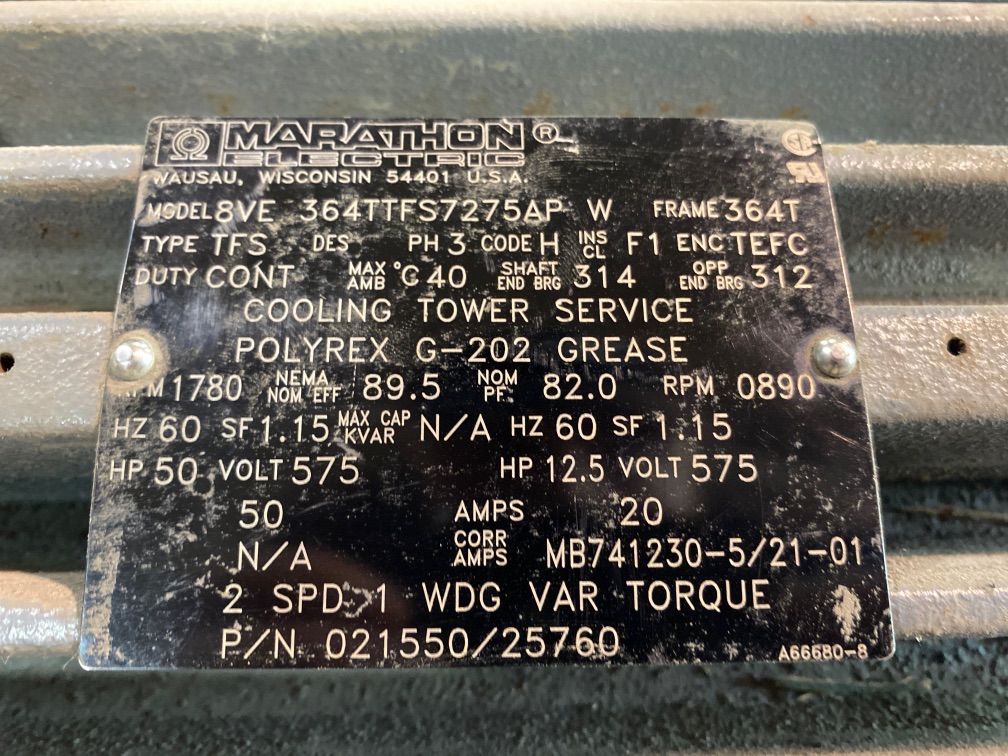 MARATHON ®
ELECTRIC
WAUSAU, WISCONSIN 54401 U.S.A.
MODEL 8VE 364TTFS7275AP W FRAME 364T
TYPE TFS DES PH 3 CODE H INS CL F1 ENC TEFC
DUTY CONT MAX AMB °C 40 SHAFT END BRG 314 OPP END BRG 312
COOLING TOWER SERVICE
POLYREX G-202 GREASE
RPM 1780 NEMA NOM EFF 89.5 NOM PF 82.0 RPM 0890
HZ 60 SF 1.15 MAX CAP KVAR N/A HZ 60 SF 1.15
HP 50 VOLT 575 HP 12.5 VOLT 575
50 AMPS 20
N/A CORR AMPS MB741230-5/21-01
2 SPD 1 WDG VAR TORQUE
P/N 021550/25760
A66680-8